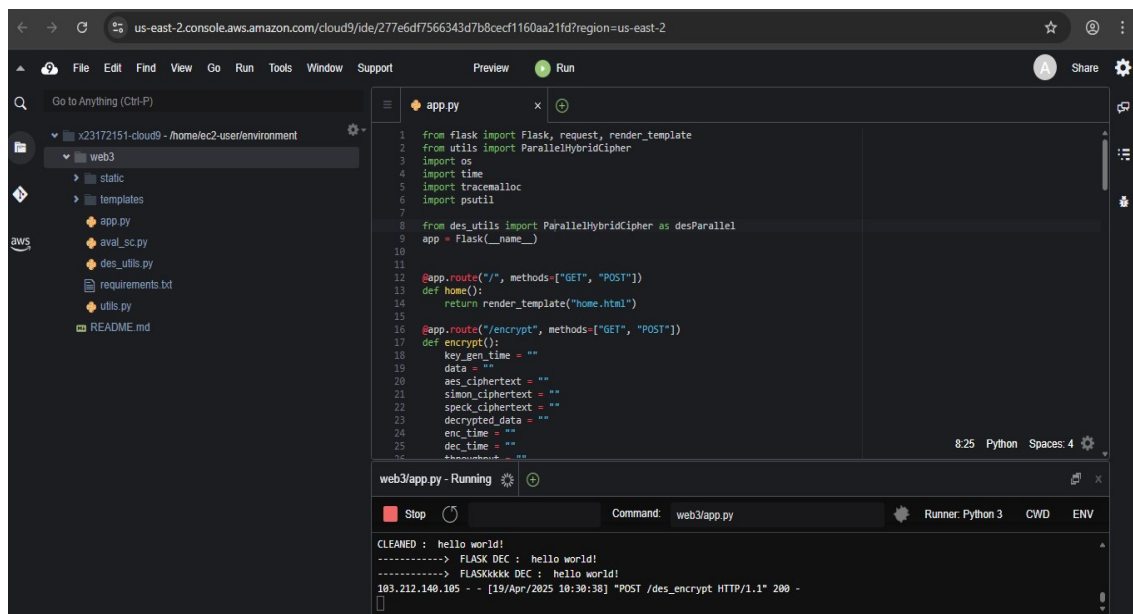 us-east-2.console.aws.amazon.com/cloud9/ide/277e6df7566343d7b8cecf1160aa21fd?region=us-east-2
9 File Edit Find View Go Run Tools Window Support Preview Run A Share
Go to Anything (Ctrl-P)
x23172151-cloud9 - /home/ec2-user/environment
web3
static
templates
app.py
aval_sc.py
des_utils.py
requirements.txt
utils.py
README.md
aws
app.py x
1 from flask import Flask, request, render_template
2 from utils import ParallelHybridCipher
3 import os
4 import time
5 import tracemalloc
6 import psutil
7
8 from des_utils import ParallelHybridCipher as desParallel
9 app = Flask(__name__)
10
11
12 @app.route("/", methods=["GET", "POST"])
13 def home():
14 return render_template("home.html")
15
16 @app.route("/encrypt", methods=["GET", "POST"])
17 def encrypt():
18 key_gen_time = ""
19 data = ""
20 aes_ciphertext = ""
21 simon_ciphertext = ""
22 speck_ciphertext = ""
23 decrypted_data = ""
24 enc_time = ""
25 dec_time = ""
26 throughput = ""
8:25 Python Spaces: 4
web3/app.py - Running
Stop Command: web3/app.py Runner: Python 3 CWD ENV
CLEANED : hello world!
------------> FLASK DEC : hello world!
------------> FLASKkkkk DEC : hello world!
103.212.140.105 - - [19/Apr/2025 10:30:38] "POST /des_encrypt HTTP/1.1" 200 -